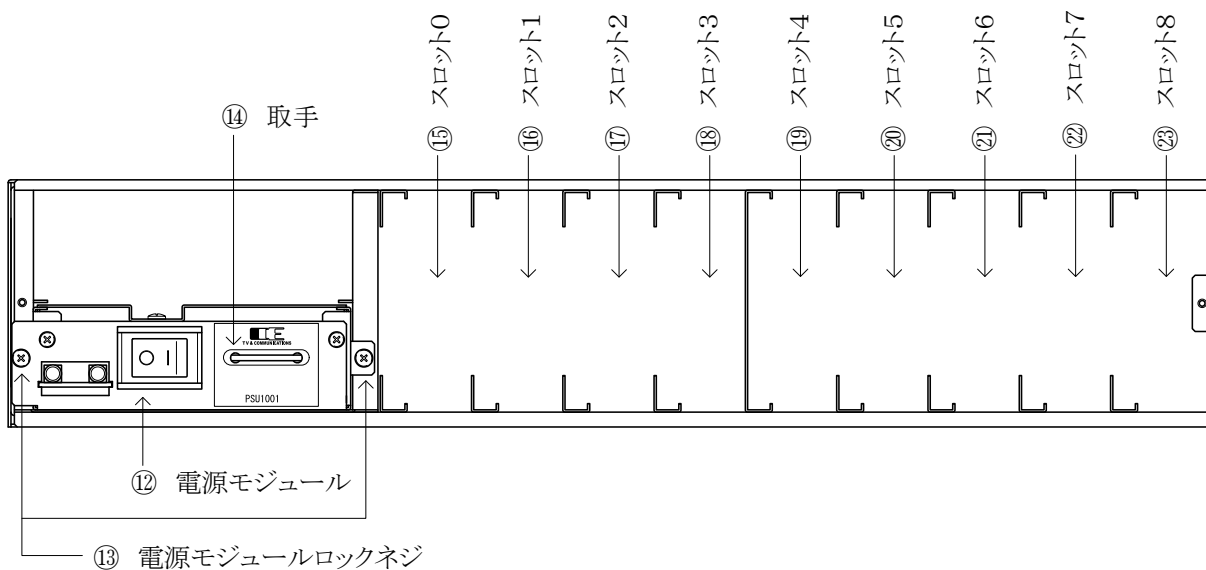 ⑮ スロット0
⑯ スロット1
⑰ スロット2
⑱ スロット3
⑲ スロット4
⑳ スロット5
㉑ スロット6
㉒ スロット7
㉓ スロット8
⑭ 取手
TV & COMMUNICATIONS
PSU1001
⑫ 電源モジュール
⑬ 電源モジュールロックネジ